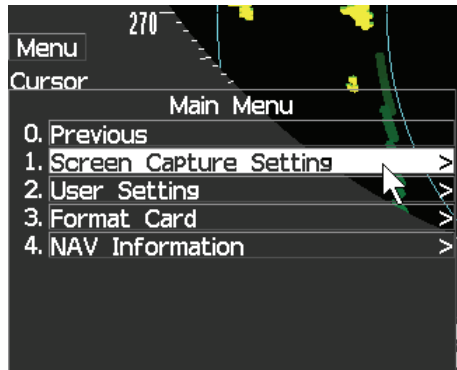 270
Menu
Cursor
Main Menu
0. Previous
1. Screen Capture Setting >
2. User Setting >
3. Format Card >
4. NAV Information >